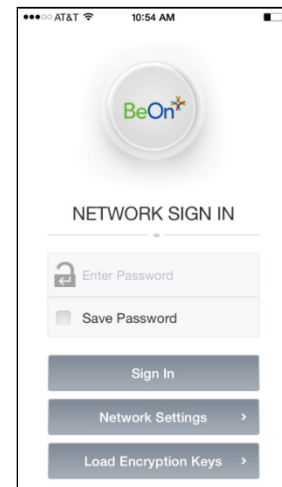 AT&T 10:54 AM
BeOn
NETWORK SIGN IN
Enter Password
Save Password
Sign In
Network Settings >
Load Encryption Keys >